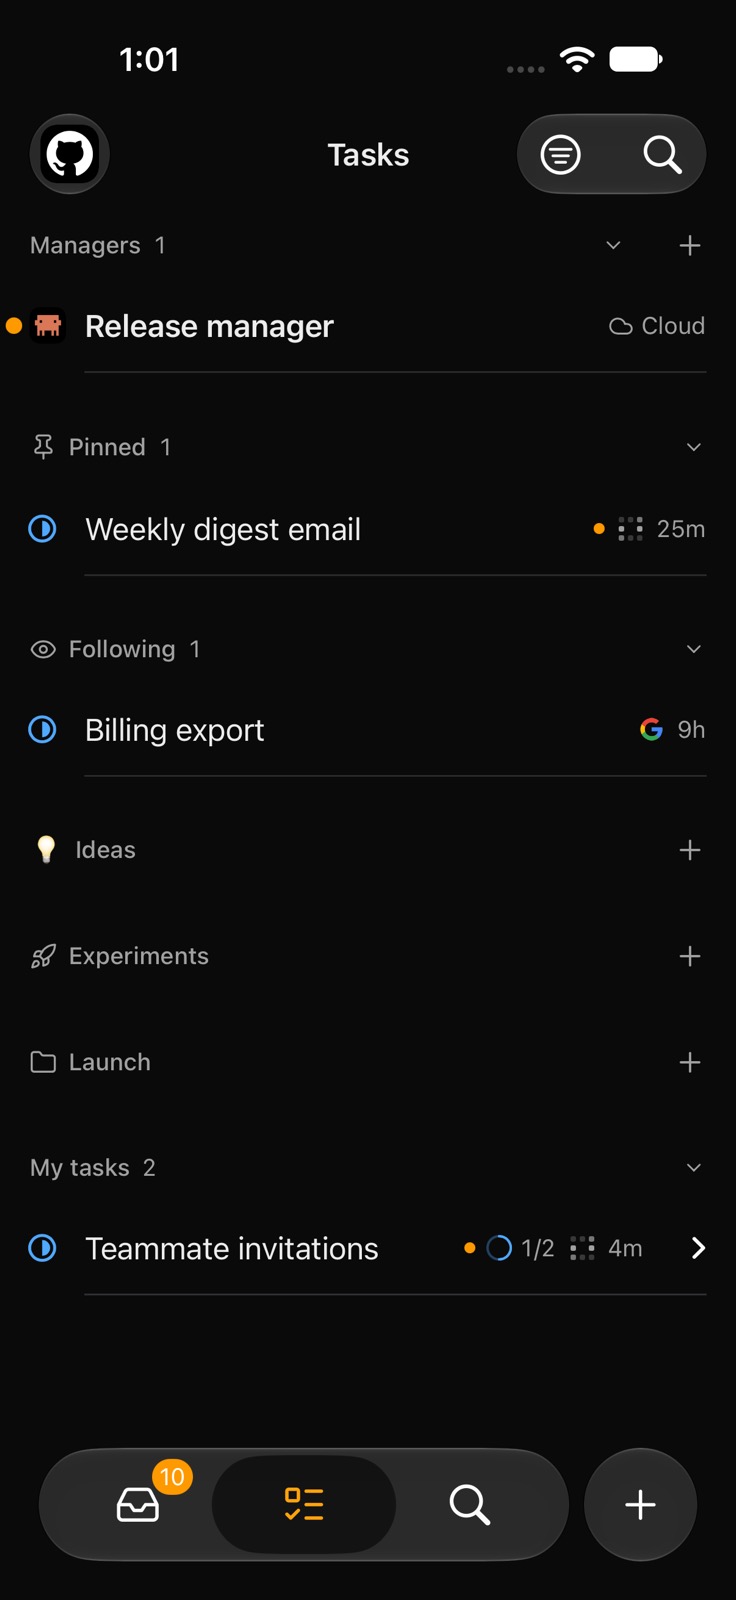 1:01
Tasks
Managers 1
Release manager Cloud
Pinned 1
Weekly digest email 25m
Following 1
Billing export 9h
Ideas
Experiments
Launch
My tasks 2
Teammate invitations 1/2 4m
10